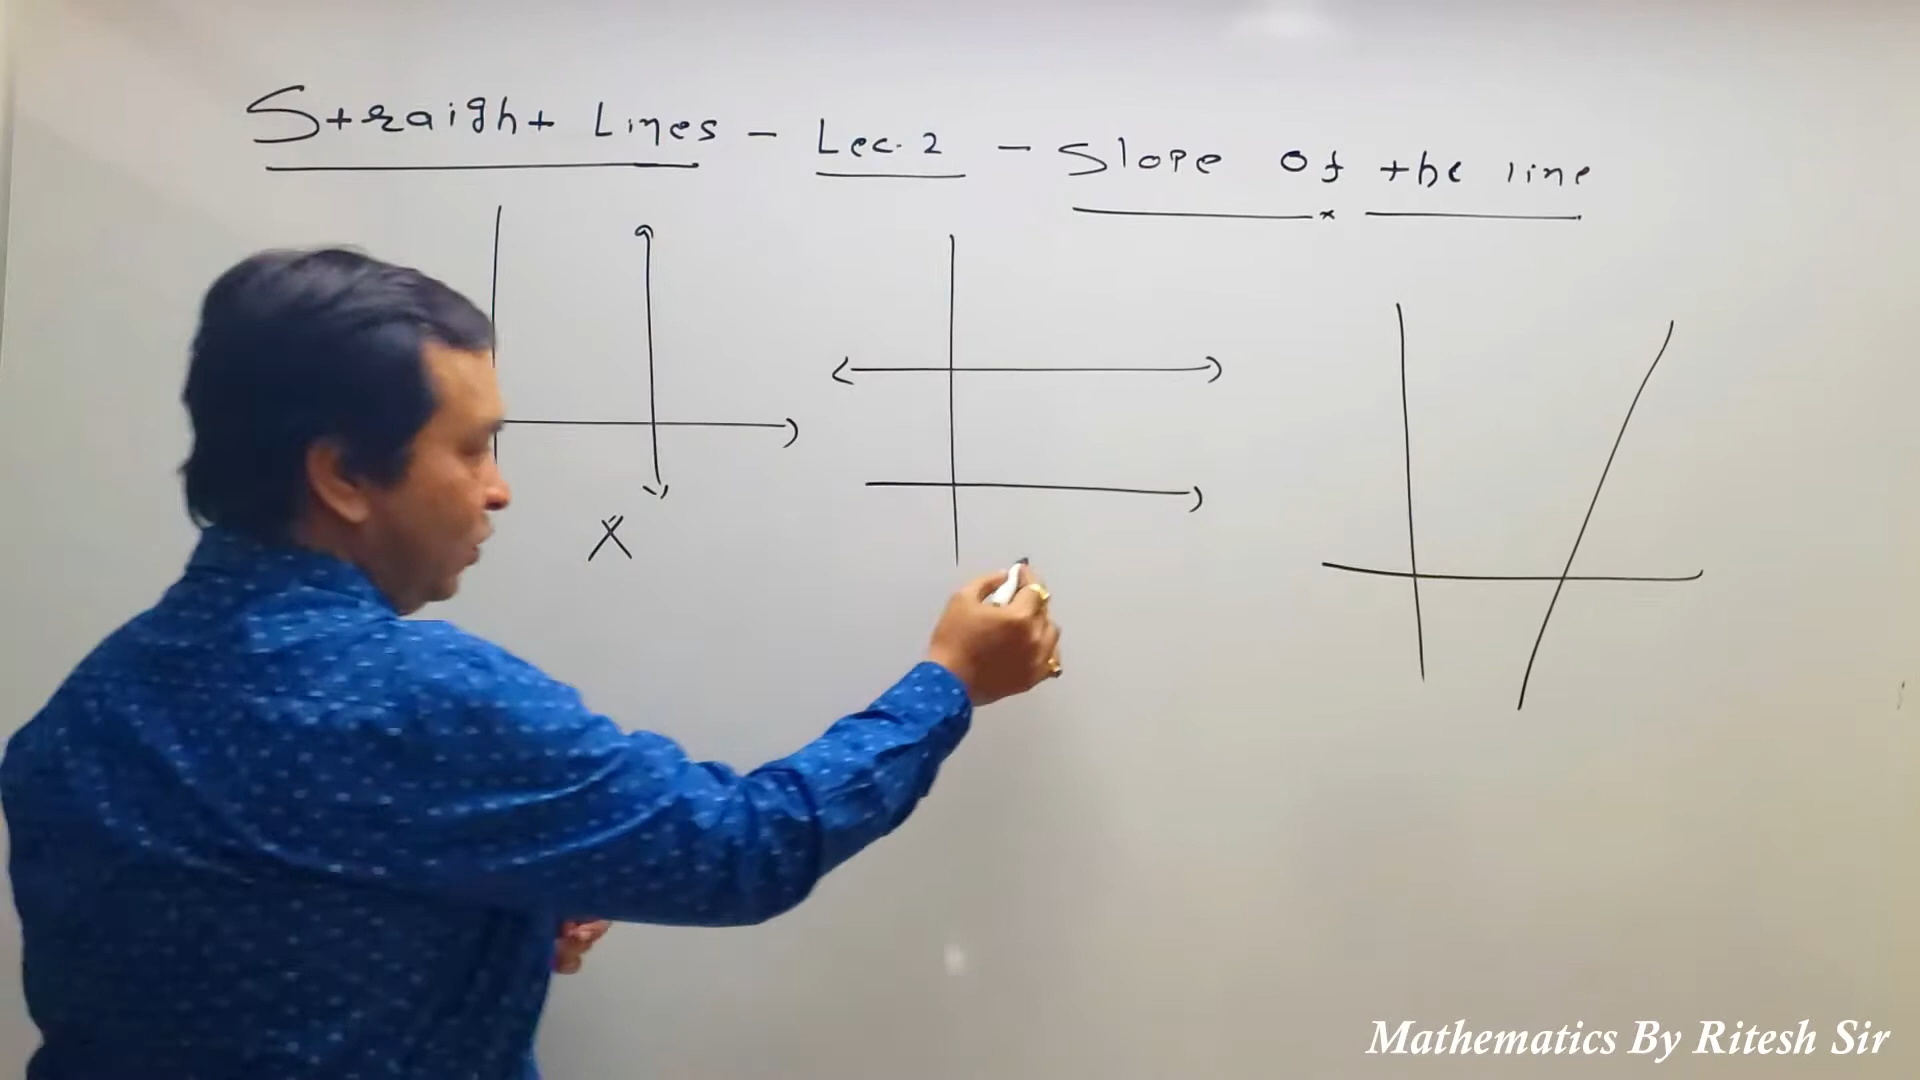 Straight Lines - Lec. 2 - Slope Of the line
X
Mathematics By Ritesh Sir